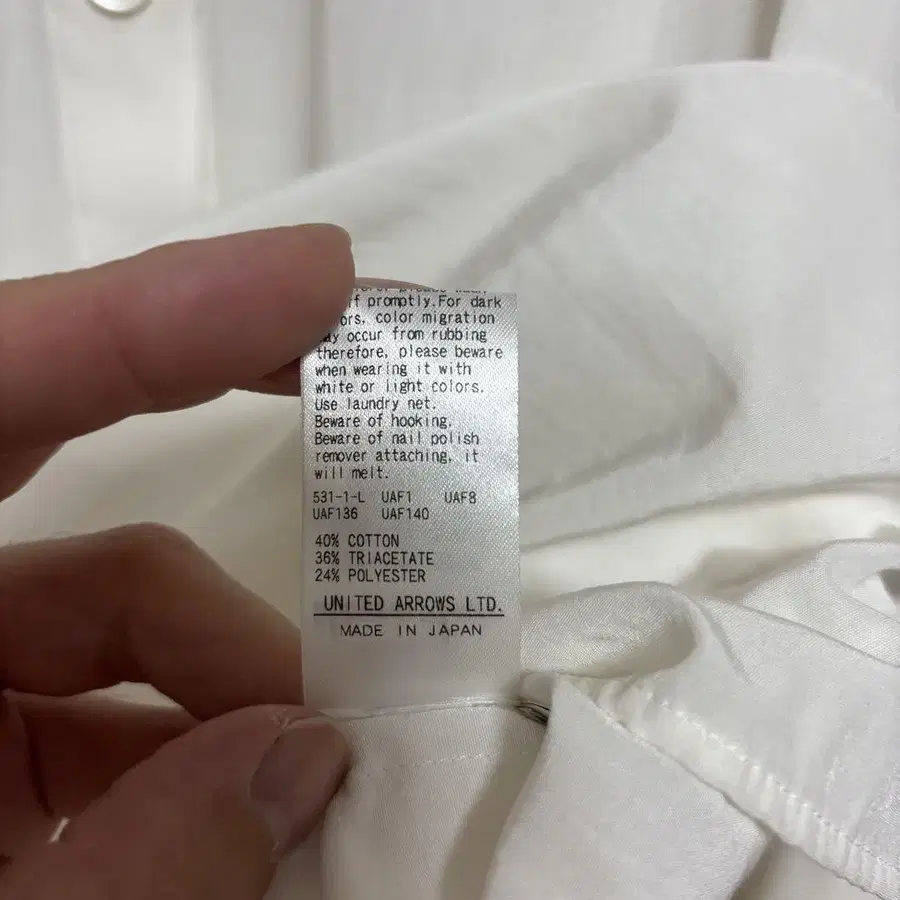 f promptly.For dark
ors, color migration
ay occur from rubbing
therefore, please beware
when wearing it with
white or light colors.
Use laundry net.
Beware of hooking.
Beware of nail polish
remover attaching, it
will melt.
531-1-L UAF1 UAF8
UAF136 UAF140
40% COTTON
36% TRIACETATE
24% POLYESTER
UNITED ARROWS LTD.
MADE IN JAPAN